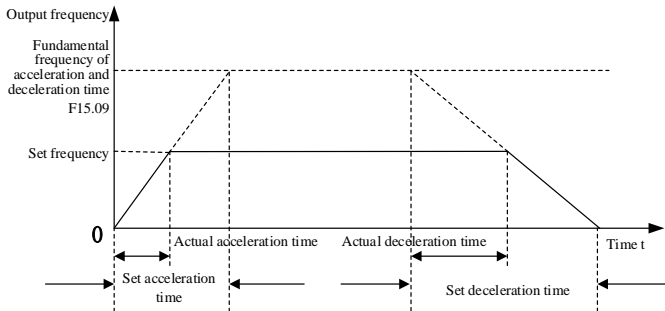 Output frequency
Fundamental
frequency of
acceleration and
deceleration time
F15.09
Set frequency
0
Actual acceleration time
Actual deceleration time
Time t
Set acceleration
time
Set deceleration time